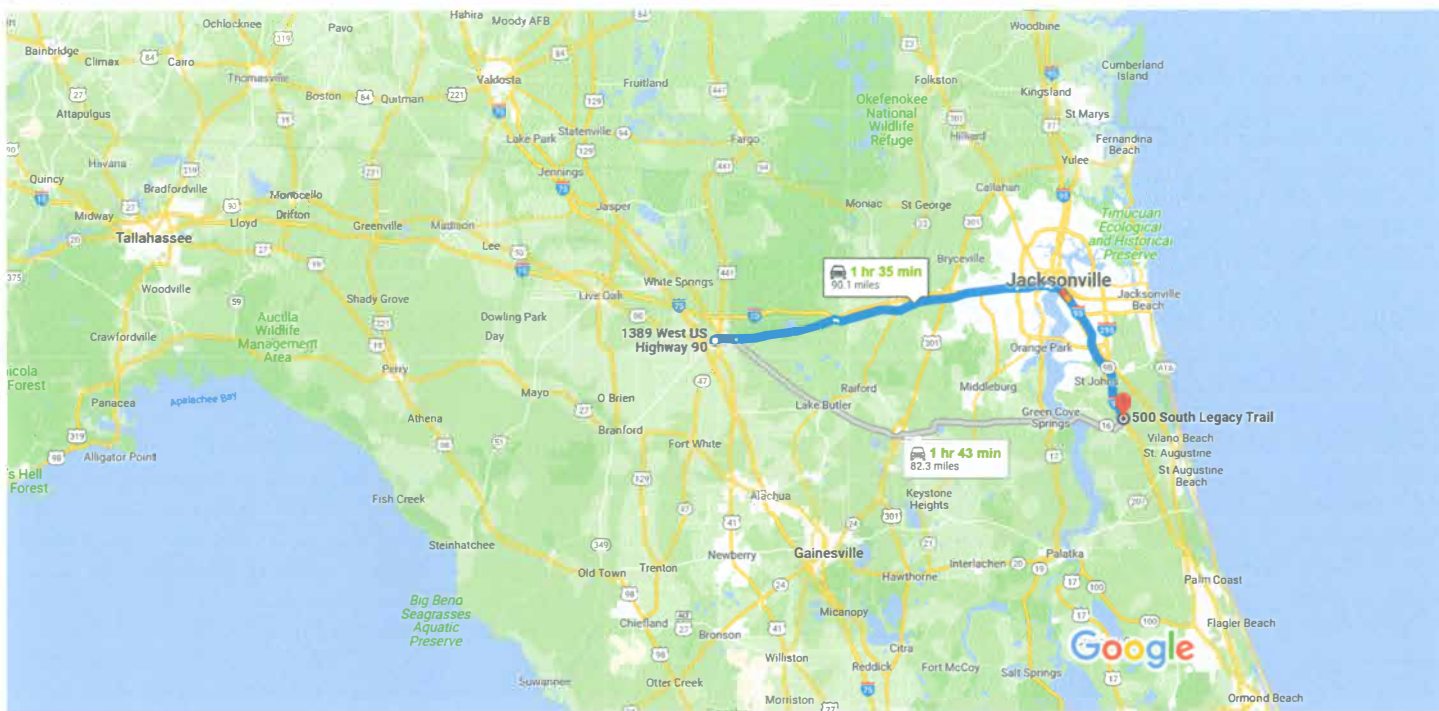 Ochlocknee
Pavo
Hahira
Moody AFB
Woodbine
Bainbridge
Climax
Cairo
Thomasville
Boston
Quitman
Valdosta
Fruitland
Folkston
Kingsland
Cumberland
Island
Attapulgus
Lake Park
Statenville
Fargo
Okefenokee
National
Wildlife
Refuge
Hilliard
St Marys
Fernandina
Beach
Yulee
Havana
Quincy
Bradfordville
Monticello
Jennings
Callahan
Midway
Lloyd
Drifton
Greenville
Madison
Jasper
Moniac
St George
Tallahassee
Lee
Timucuan
Ecological
and Historical
Preserve
Woodville
White Springs
Bryceville
1 hr 35 min
90.1 miles
Jacksonville
Jacksonville
Beach
Shady Grove
Live Oak
Aucilla
Wildlife
Management
Area
Dowling Park
Day
1389 West US
Highway 90
Crawfordville
Orange Park
Perry
Raiford
Middleburg
St Johns
Forest
Panacea
Apalachee Bay
Mayo
O Brien
Lake Butler
Green Cove
Springs
500 South Legacy Trail
Athena
Branford
Fort White
Vilano Beach
St. Augustine
St Augustine
Beach
Alligator Point
1 hr 43 min
82.3 miles
's Hell
Forest
Fish Creek
Alachua
Keystone
Heights
Steinhatchee
Newberry
Gainesville
Old Town
Trenton
Hawthorne
Interlachen
Palatka
Palm Coast
Big Bend
Seagrasses
Aquatic
Preserve
Chiefland
Bronson
Micanopy
Flagler Beach
Google
Williston
Citra
Reddick
Fort McCoy
Salt Springs
Suwannee
Otter Creek
Morriston
Ormond Beach